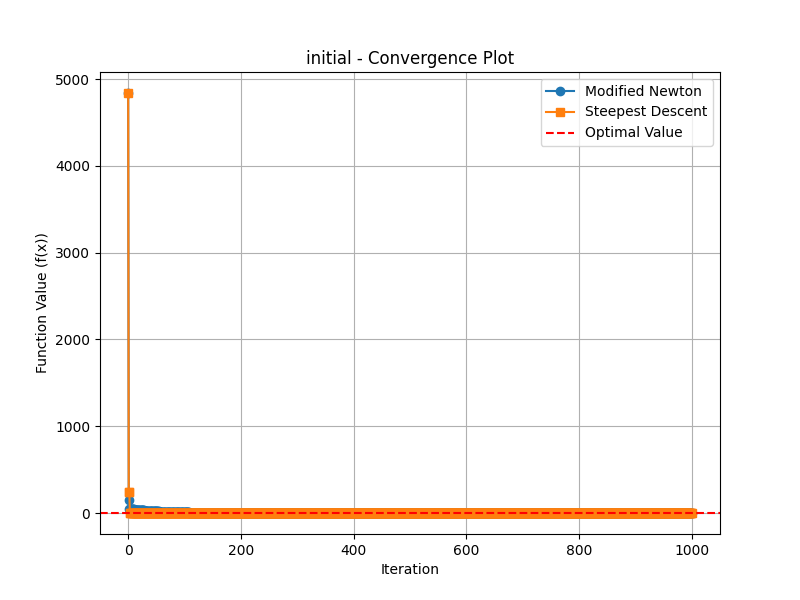 initial - Convergence Plot
Modified Newton
Steepest Descent
Optimal Value
Function Value (f(x))
5000
4000
3000
2000
1000
0
0 200 400 600 800 1000
Iteration